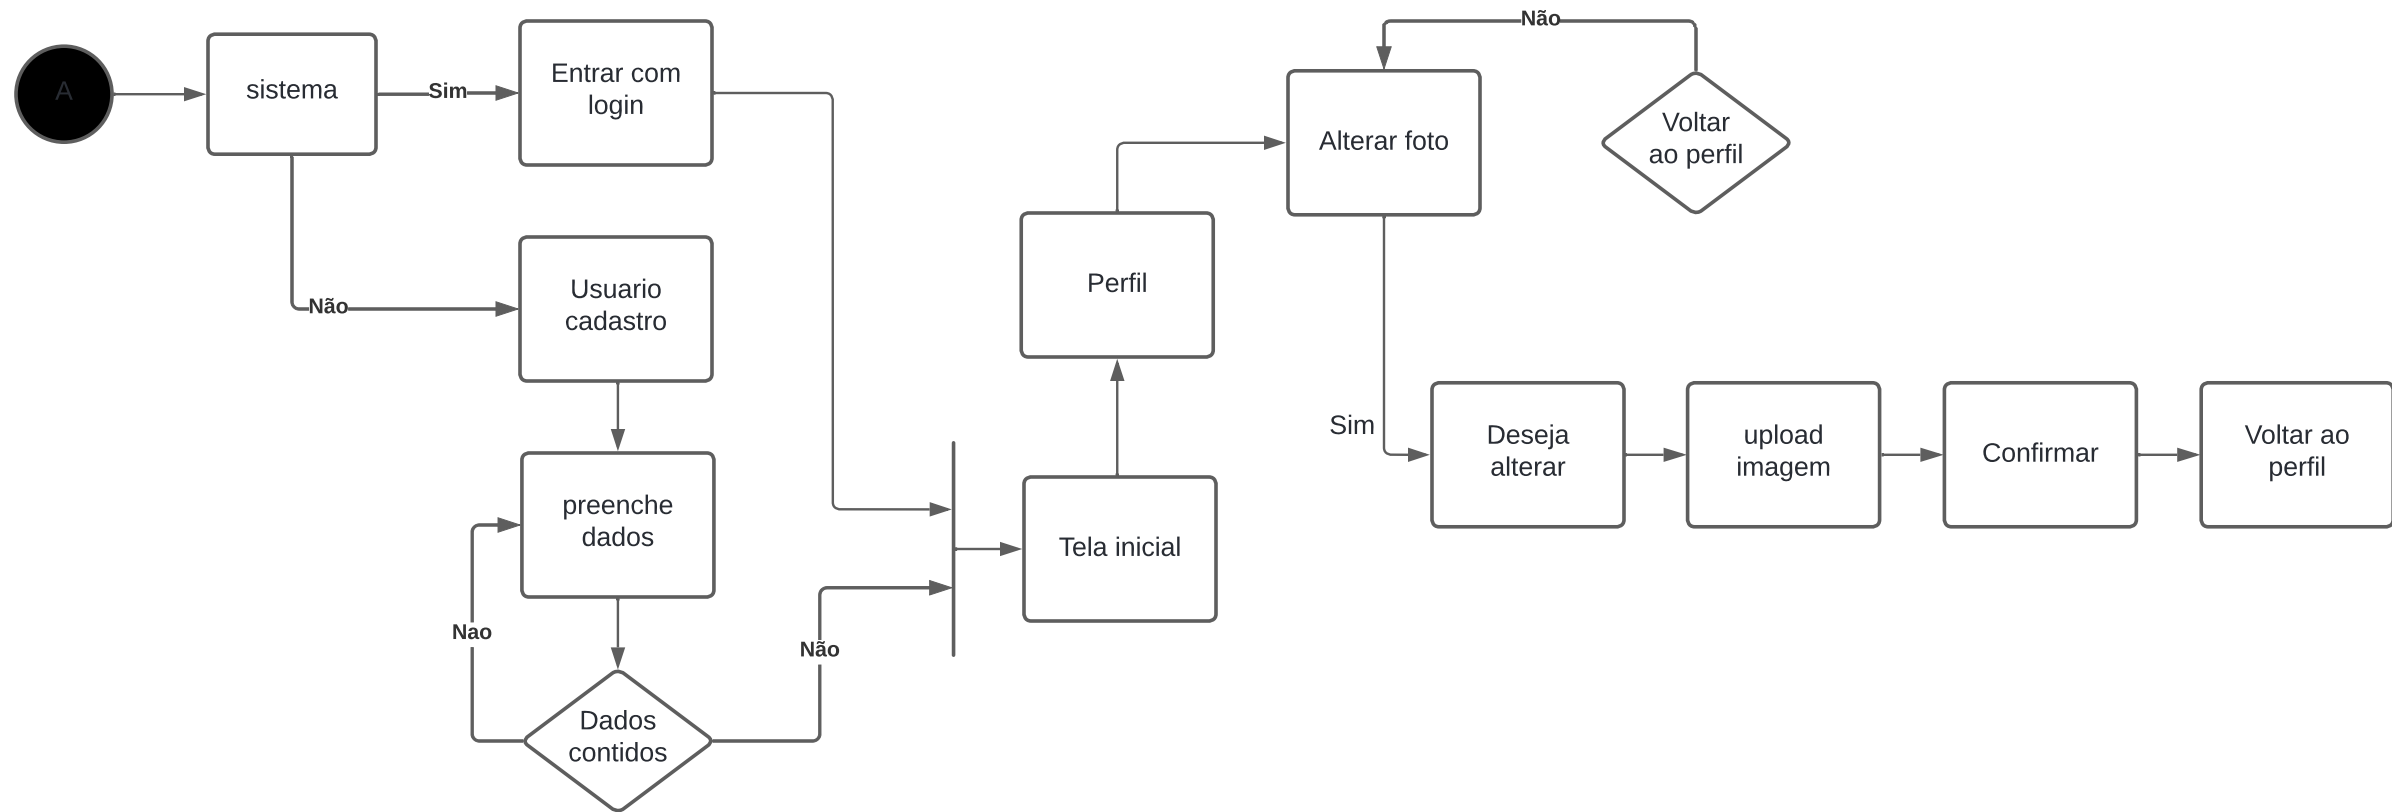 A
sistema
Sim
Entrar com
login
Não
Usuario
cadastro
preenche
dados
Nao
Dados
contidos
Não
Tela inicial
Perfil
Alterar foto
Não
Voltar
ao perfil
Sim
Deseja
alterar
upload
imagem
Confirmar
Voltar ao
perfil